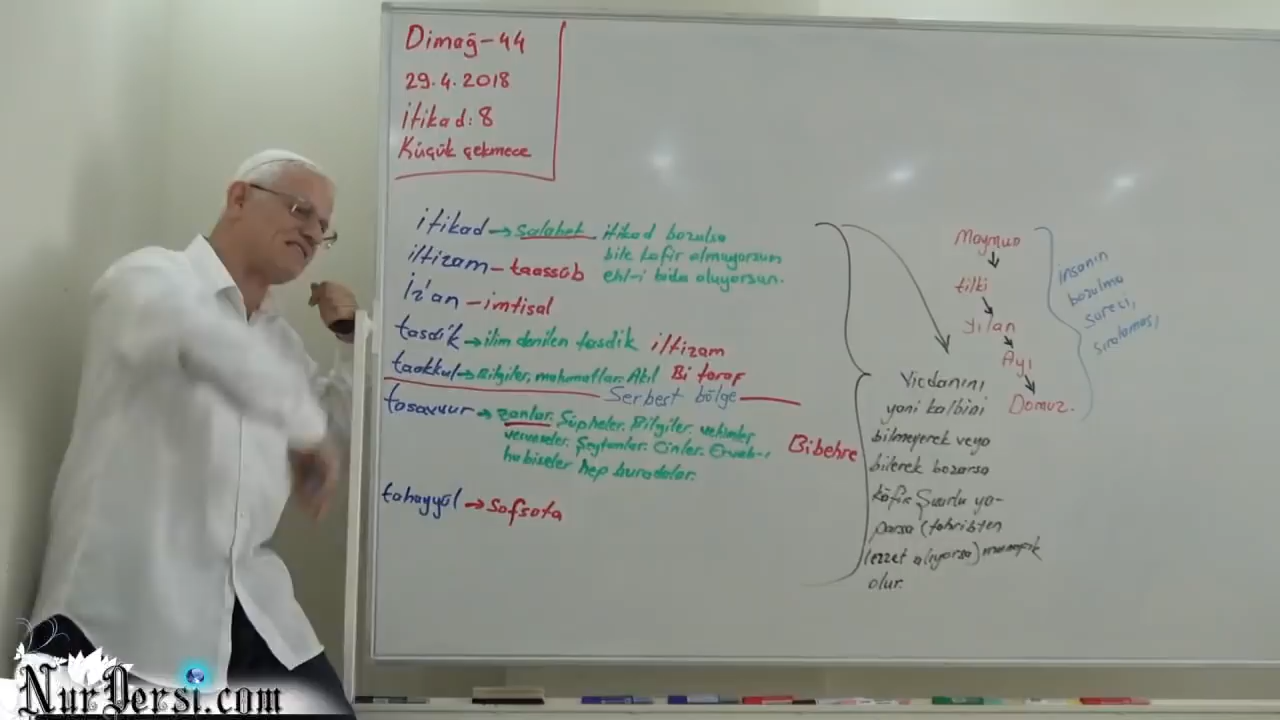 Dimağ-44
29.4.2018
İtikad: 8
Küçük çekmece
itikad → Salabet itikad bozulsa
bile kafir olmuyorsun
ehl-i bida oluyorsun.
iltizam - taassub
İz'an - imtisal
tasdik → ilim denilen tasdik iltizam
taakkul → Bilgiler, malumatlar. Akıl Bi taraf
Serbest bölge
tasavvur → zanlar. Şüpheler. Bilgiler. vehimler
vesveseler. Şeytanlar. Cinler. Ervah-ı
habiseler hep buradalar.
Bibehre
tahayyül → Safsata
Vicdanını
yani kalbini
bilmeyerek veya
bilerek bozarsa
kâfir Şuurlu ya-
parsa (tahribten
lezzet alıyorsa) münafık
olur.
Maymun
↓
tilki
↓
yılan
↓
Ayı
↓
Domuz.
insanın
bozulma
süresi,
sıralaması
NurDersi.com